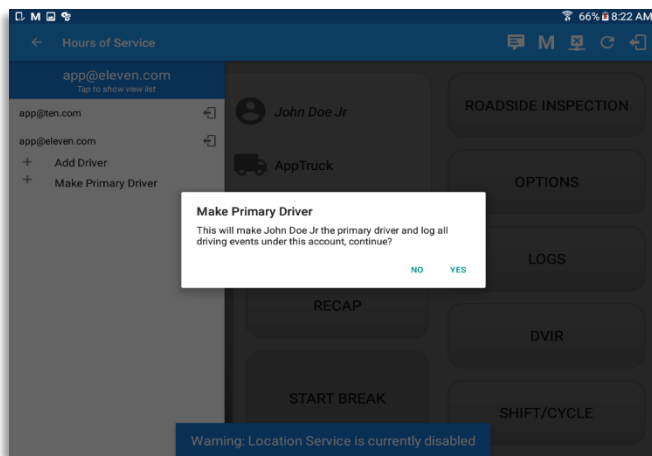 66% 8:22 AM
Hours of Service
M
app@eleven.com
Tap to show view list
app@ten.com
app@eleven.com
+ Add Driver
+ Make Primary Driver
John Doe Jr
AppTruck
ROADSIDE INSPECTION
OPTIONS
LOGS
DVIR
SHIFT/CYCLE
Make Primary Driver
This will make John Doe Jr the primary driver and log all
driving events under this account, continue?
NO YES
RECAP
START BREAK
Warning: Location Service is currently disabled